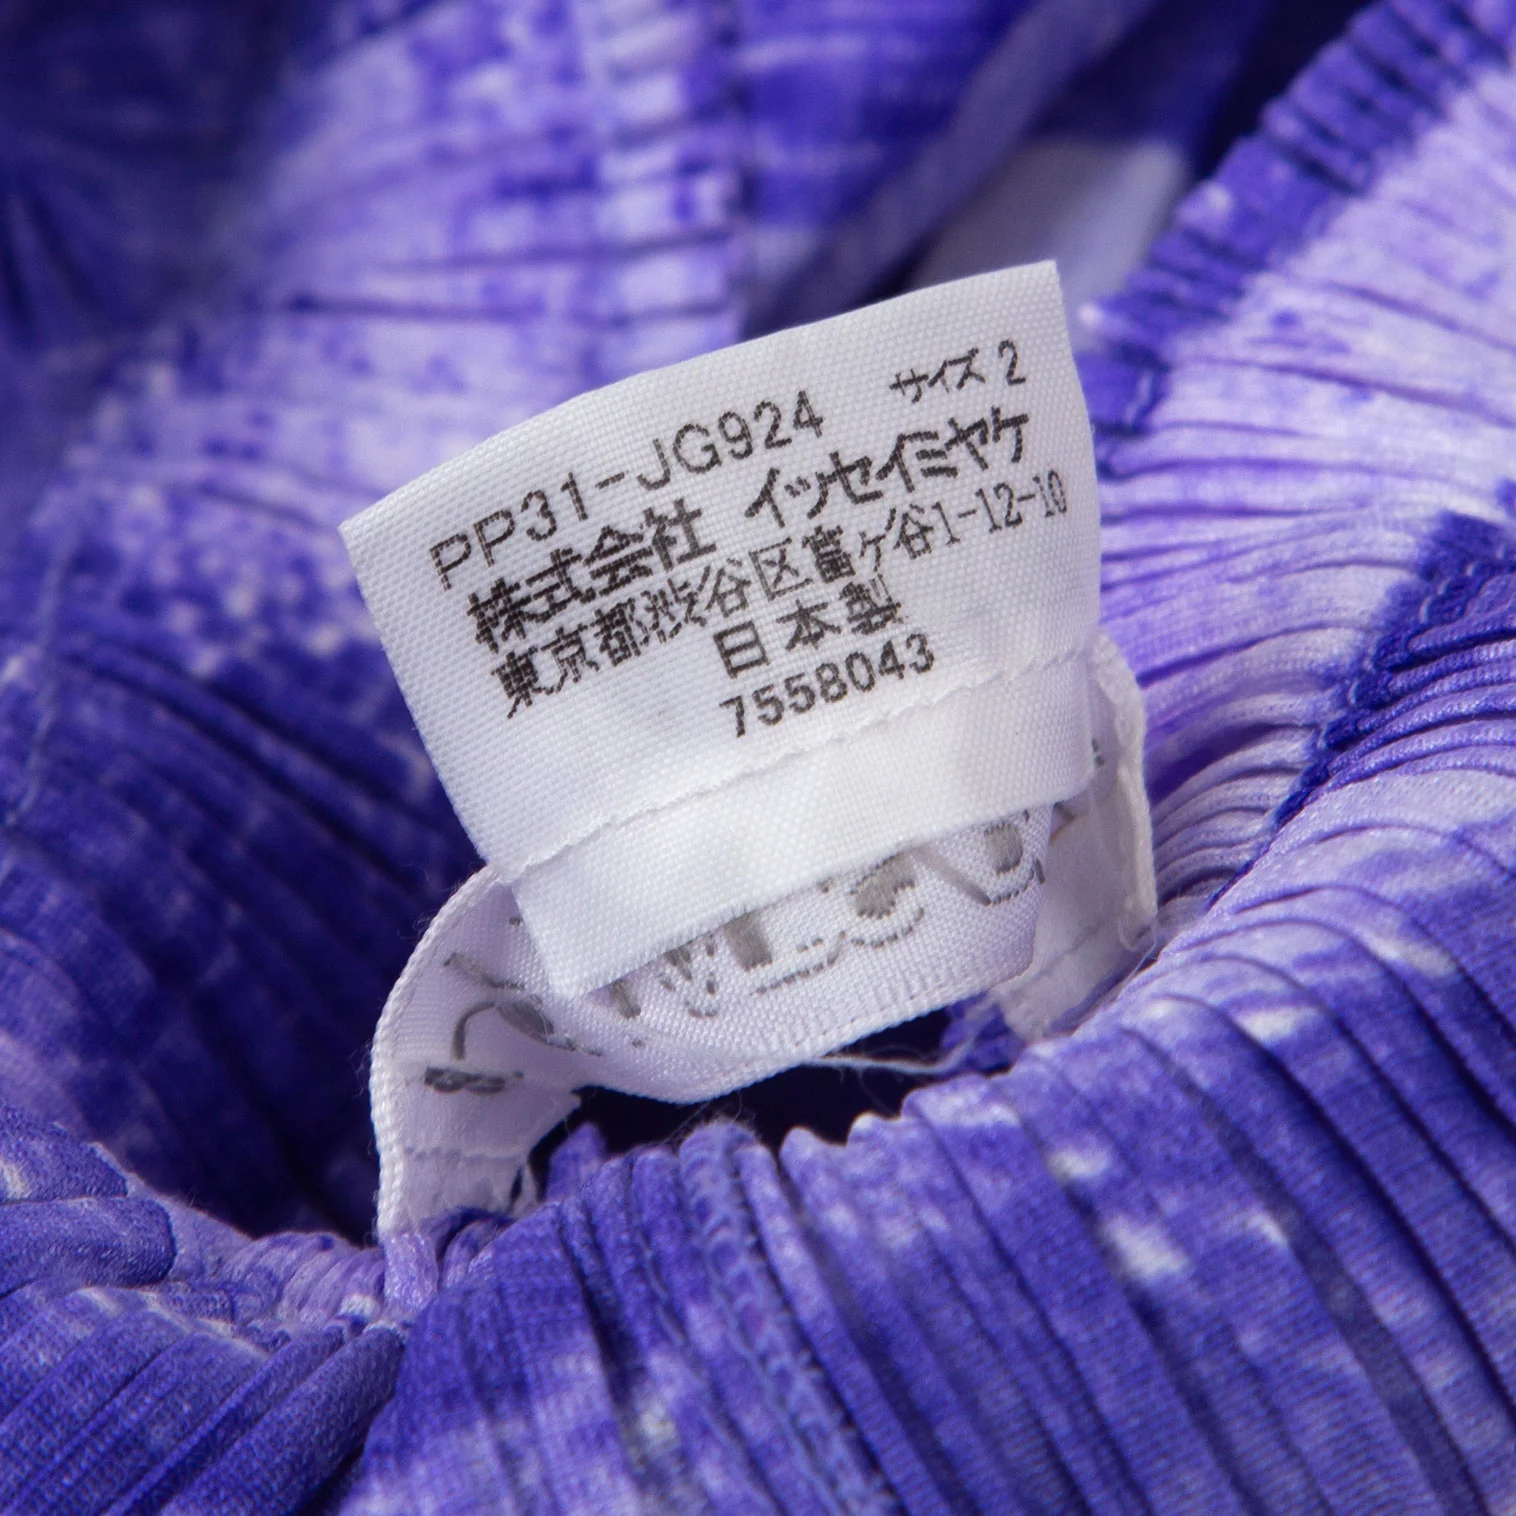 PP31-JG924 サイズ 2
株式会社 イッセイミヤケ
東京都渋谷区富ヶ谷1-12-10
日本製
7558043